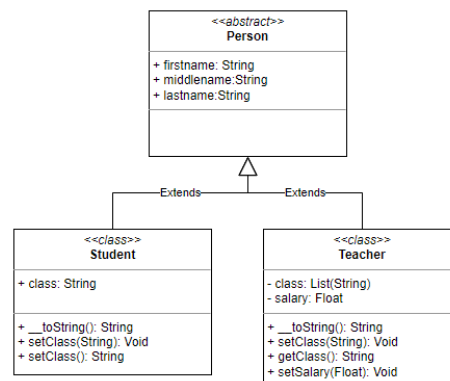 <<abstract>>
Person
+ firstname: String
+ middlename:String
+ lastname:String
Extends
Extends
<<class>>
Student
+ class: String
+ __toString(): String
+ setClass(String): Void
+ setClass(): String
<<class>>
Teacher
- class: List(String)
- salary: Float
+ __toString(): String
+ setClass(String): Void
+ getClass(): String
+ setSalary(Float): Void